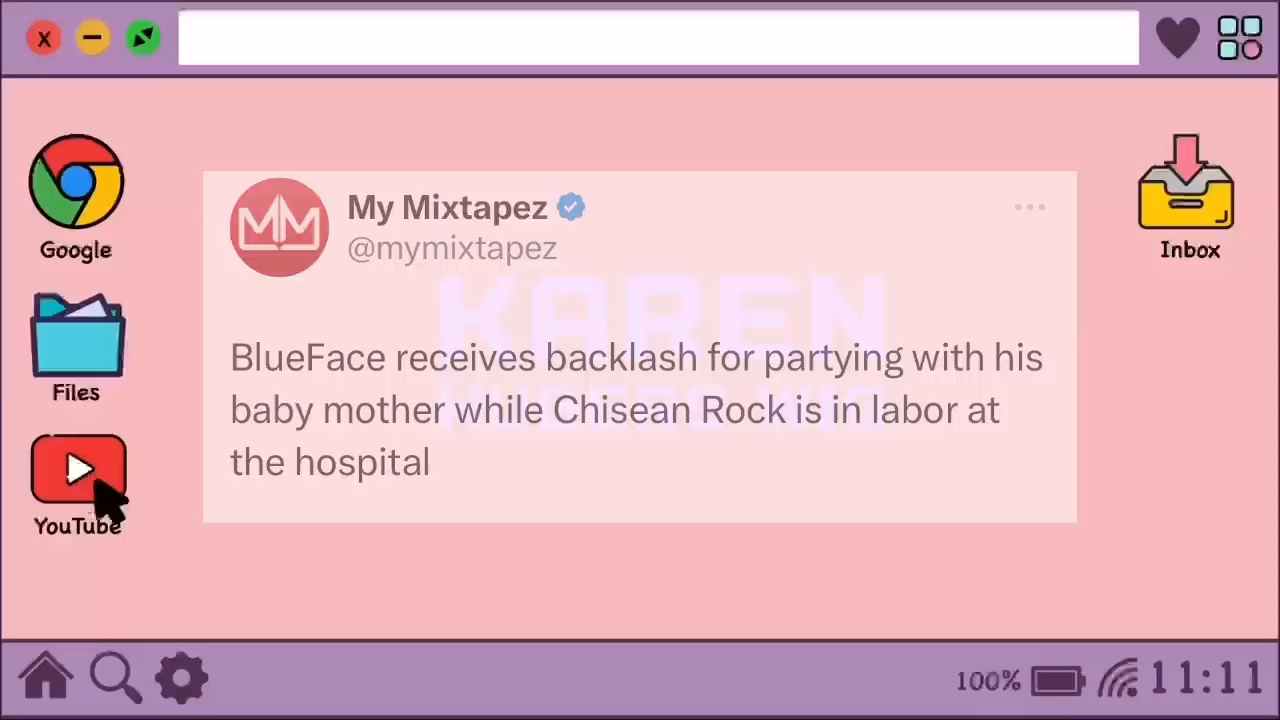 X
Google
Inbox
My Mixtapez
@mymixtapez
KAREN
BlueFace receives backlash for partying with his
baby mother while Chisean Rock is in labor at
the hospital
Files
YouTube
100%
11:11